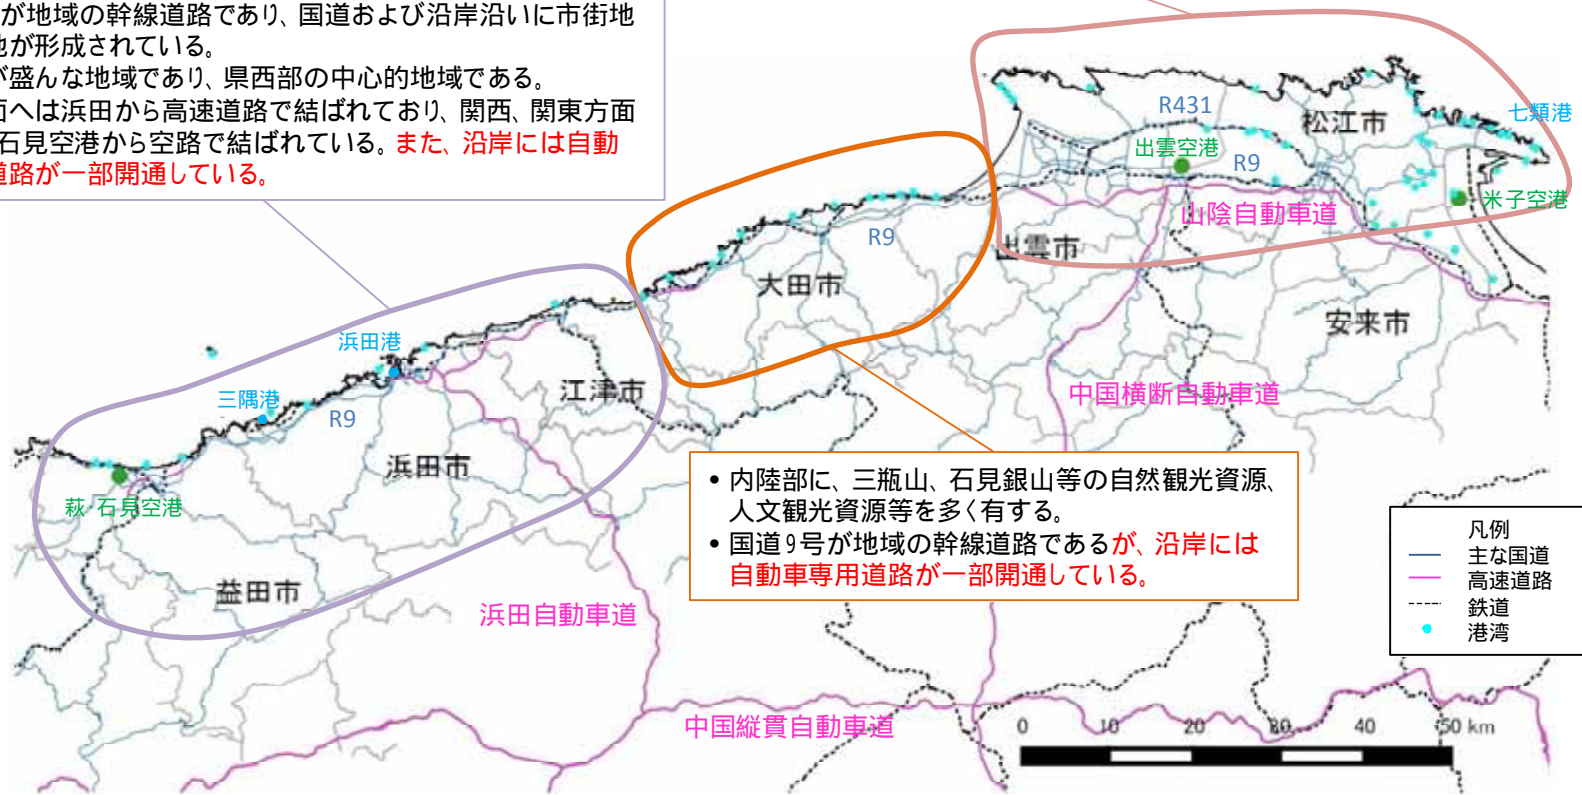 が地域の幹線道路であり、国道および沿岸沿いに市街地
が形成されている。
が盛んな地域であり、県西部の中心的地域である。
面へは浜田から高速道路で結ばれており、関西、関東方面
石見空港から空路で結ばれている。また、沿岸には自動
道路が一部開通している。
R431
松江市
七類港
出雲空港
R9
米子空港
山陰自動車道
R9
出雲市
大田市
安来市
浜田港
三隅港
R9
江津市
中国横断自動車道
浜田市
萩・石見空港
益田市
浜田自動車道
• 内陸部に、三瓶山、石見銀山等の自然観光資源、
人文観光資源等を多く有する。
• 国道9号が地域の幹線道路であるが、沿岸には
自動車専用道路が一部開通している。
凡例
主な国道
高速道路
鉄道
港湾
中国縦貫自動車道
0 10 20 30 40 50 km